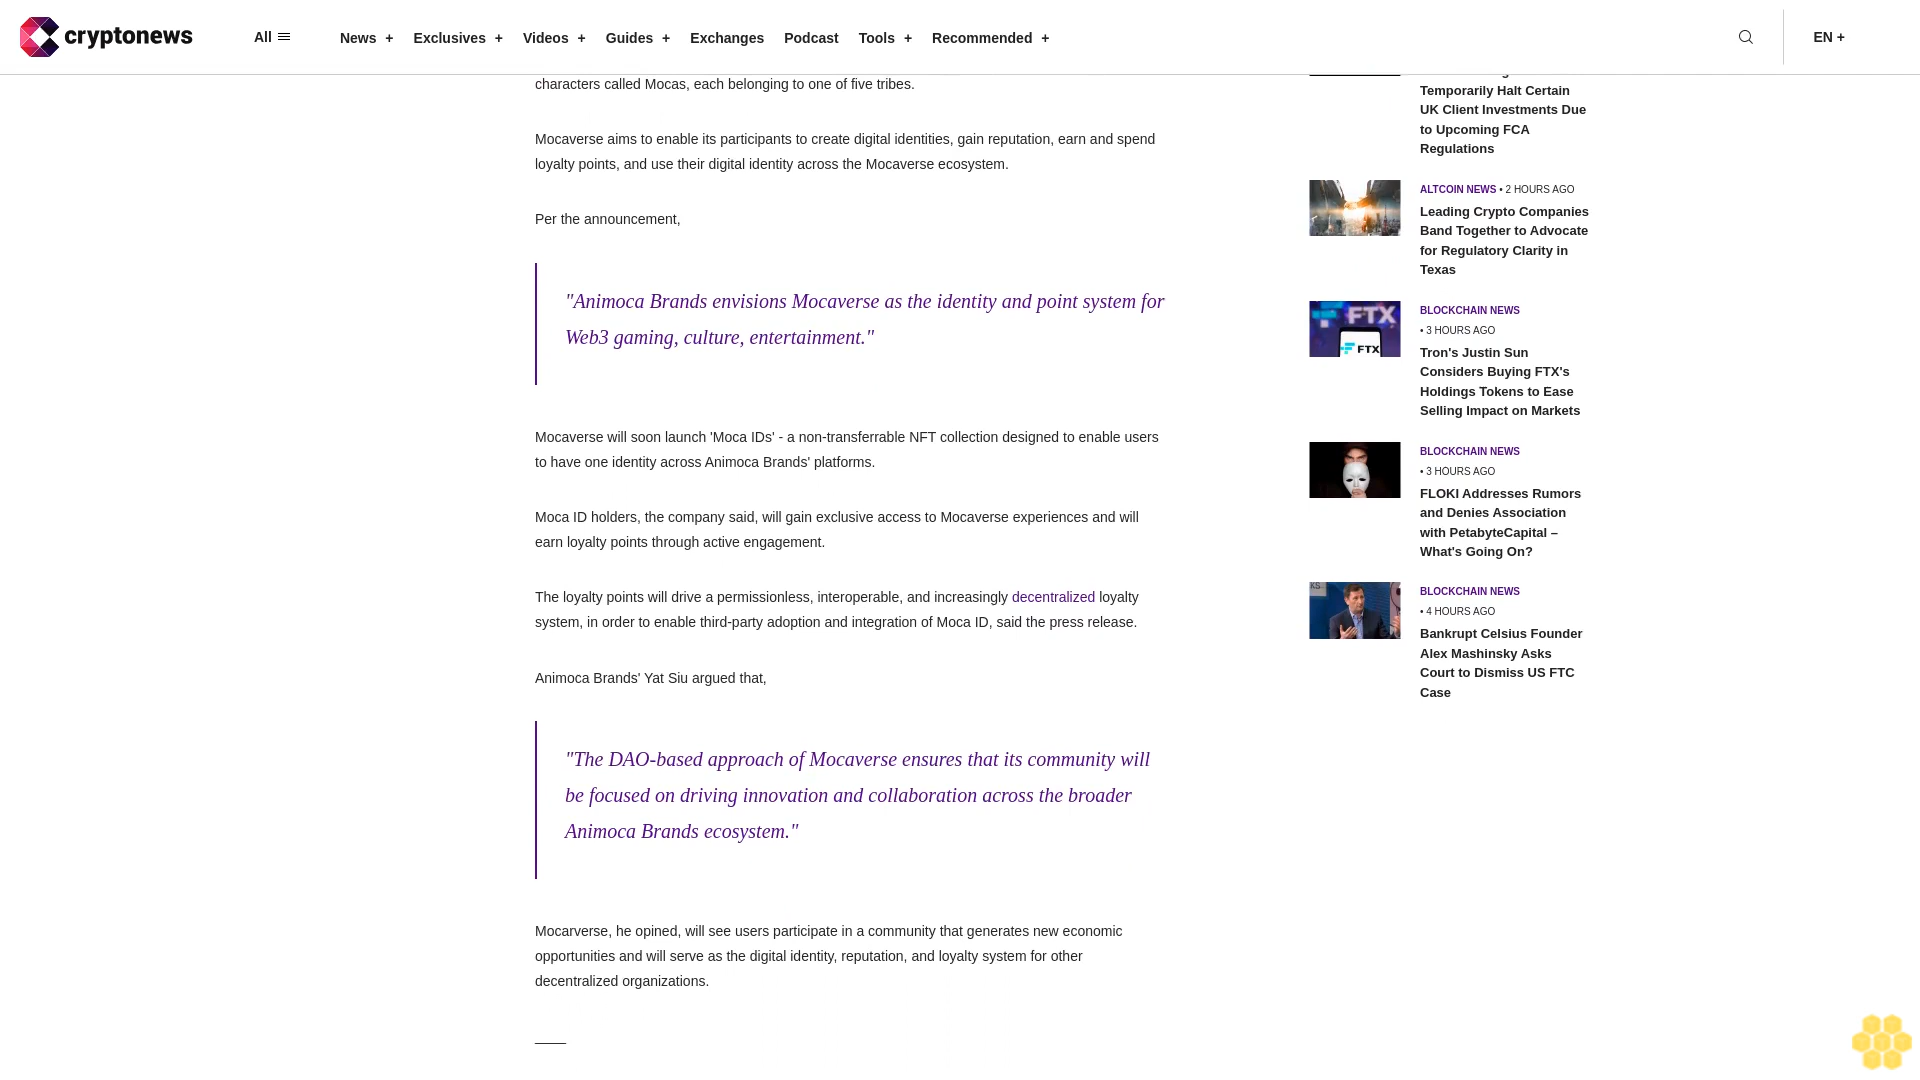 cryptonews
All
News +
Exclusives +
Videos +
Guides +
Exchanges
Podcast
Tools +
Recommended +
EN +
characters called Mocas, each belonging to one of five tribes.
Mocaverse aims to enable its participants to create digital identities, gain reputation, earn and spend
loyalty points, and use their digital identity across the Mocaverse ecosystem.
Per the announcement,
"Animoca Brands envisions Mocaverse as the identity and point system for
Web3 gaming, culture, entertainment."
Mocaverse will soon launch 'Moca IDs' - a non-transferrable NFT collection designed to enable users
to have one identity across Animoca Brands' platforms.
Moca ID holders, the company said, will gain exclusive access to Mocaverse experiences and will
earn loyalty points through active engagement.
The loyalty points will drive a permissionless, interoperable, and increasingly decentralized loyalty
system, in order to enable third-party adoption and integration of Moca ID, said the press release.
Animoca Brands' Yat Siu argued that,
"The DAO-based approach of Mocaverse ensures that its community will
be focused on driving innovation and collaboration across the broader
Animoca Brands ecosystem."
Mocarverse, he opined, will see users participate in a community that generates new economic
opportunities and will serve as the digital identity, reputation, and loyalty system for other
decentralized organizations.
____
Temporarily Halt Certain
UK Client Investments Due
to Upcoming FCA
Regulations
ALTCOIN NEWS • 2 HOURS AGO
Leading Crypto Companies
Band Together to Advocate
for Regulatory Clarity in
Texas
FTX
FTX
BLOCKCHAIN NEWS
• 3 HOURS AGO
Tron's Justin Sun
Considers Buying FTX's
Holdings Tokens to Ease
Selling Impact on Markets
BLOCKCHAIN NEWS
• 3 HOURS AGO
FLOKI Addresses Rumors
and Denies Association
with PetabyteCapital –
What's Going On?
KS
BLOCKCHAIN NEWS
• 4 HOURS AGO
Bankrupt Celsius Founder
Alex Mashinsky Asks
Court to Dismiss US FTC
Case